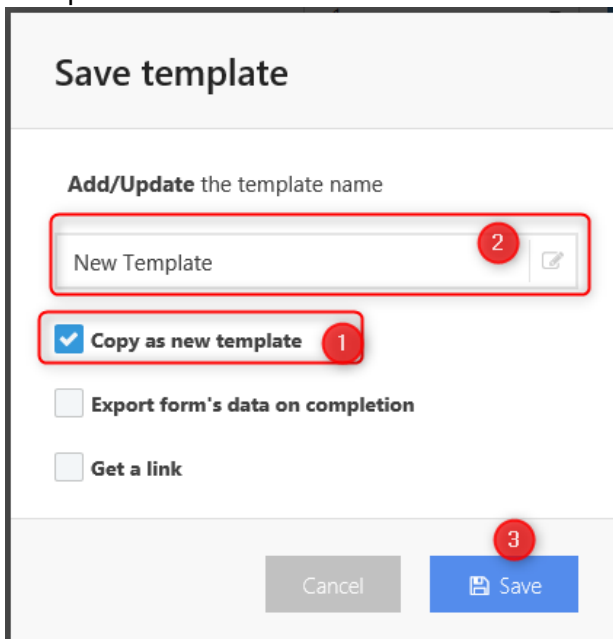 Save template
Add/Update the template name
2
New Template
Copy as new template 1
Export form's data on completion
Get a link
3
Cancel Save